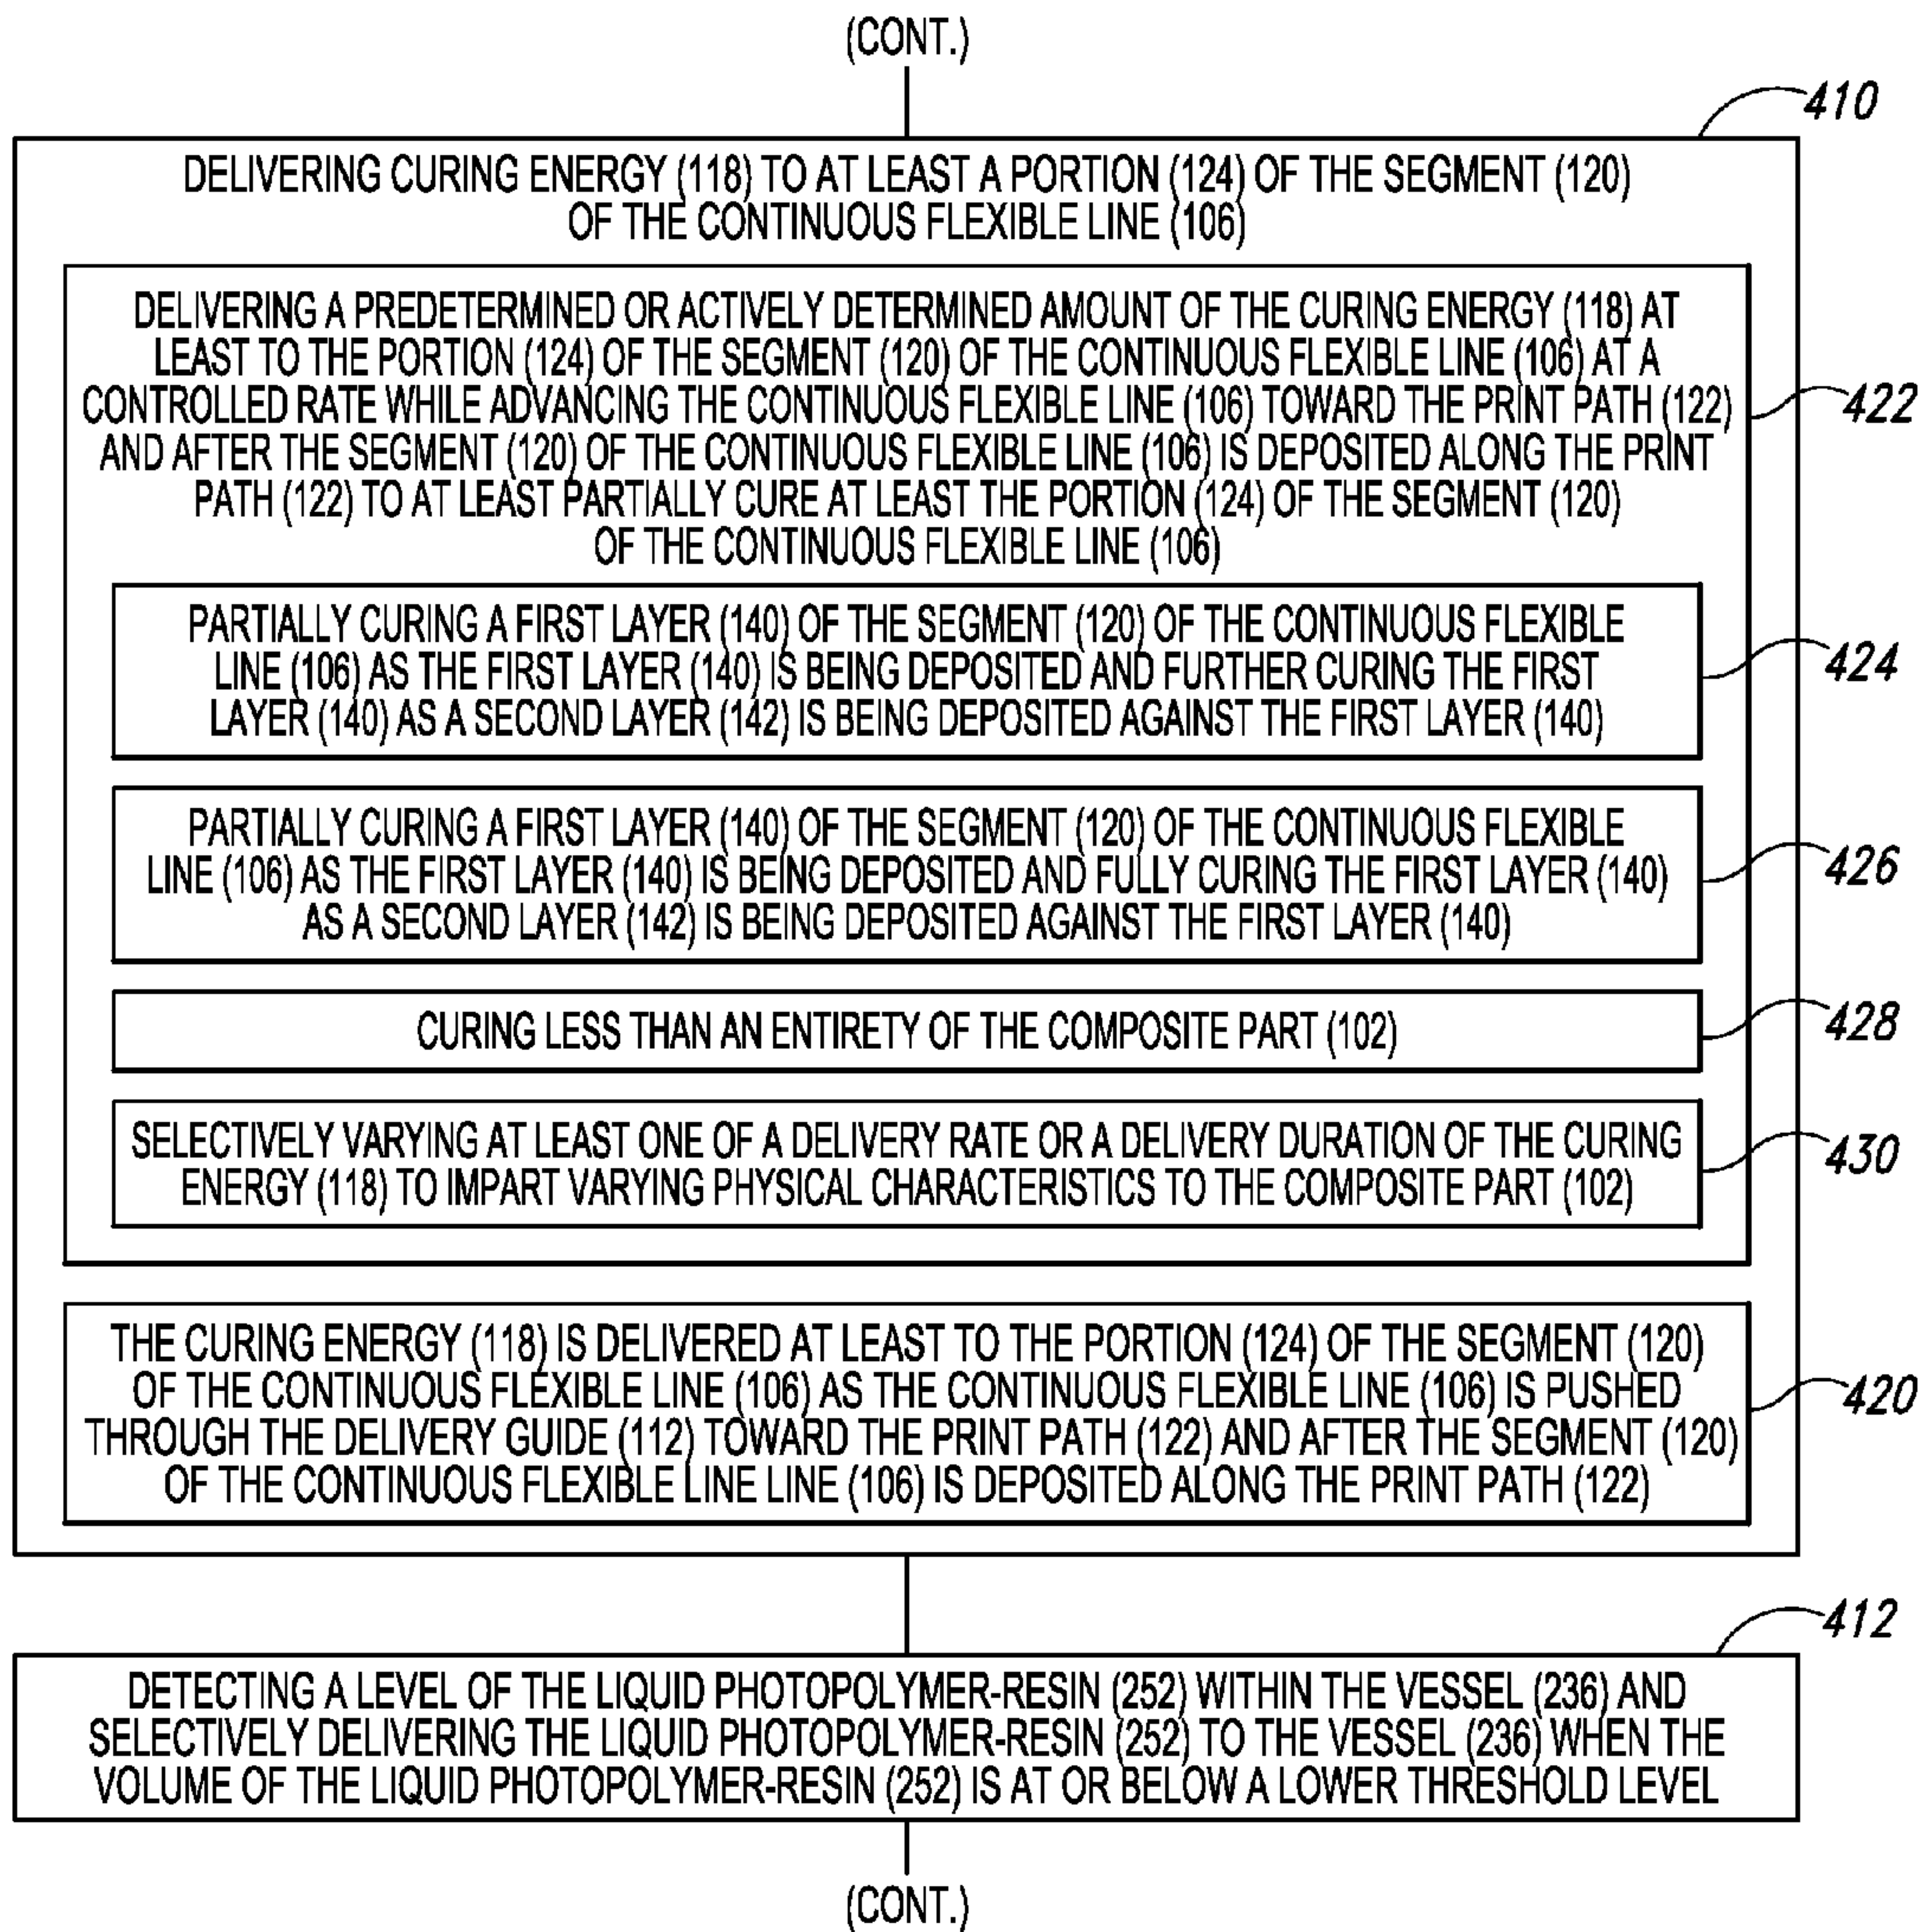 (CONT.)
410
DELIVERING CURING ENERGY (118) TO AT LEAST A PORTION (124) OF THE SEGMENT (120)
OF THE CONTINUOUS FLEXIBLE LINE (106)
DELIVERING A PREDETERMINED OR ACTIVELY DETERMINED AMOUNT OF THE CURING ENERGY (118) AT
LEAST TO THE PORTION (124) OF THE SEGMENT (120) OF THE CONTINUOUS FLEXIBLE LINE (106) AT A
CONTROLLED RATE WHILE ADVANCING THE CONTINUOUS FLEXIBLE LINE (106) TOWARD THE PRINT PATH (122)
AND AFTER THE SEGMENT (120) OF THE CONTINUOUS FLEXIBLE LINE (106) IS DEPOSITED ALONG THE PRINT
PATH (122) TO AT LEAST PARTIALLY CURE AT LEAST THE PORTION (124) OF THE SEGMENT (120)
OF THE CONTINUOUS FLEXIBLE LINE (106)
422
PARTIALLY CURING A FIRST LAYER (140) OF THE SEGMENT (120) OF THE CONTINUOUS FLEXIBLE
LINE (106) AS THE FIRST LAYER (140) IS BEING DEPOSITED AND FURTHER CURING THE FIRST
LAYER (140) AS A SECOND LAYER (142) IS BEING DEPOSITED AGAINST THE FIRST LAYER (140)
424
PARTIALLY CURING A FIRST LAYER (140) OF THE SEGMENT (120) OF THE CONTINUOUS FLEXIBLE
LINE (106) AS THE FIRST LAYER (140) IS BEING DEPOSITED AND FULLY CURING THE FIRST LAYER (140)
AS A SECOND LAYER (142) IS BEING DEPOSITED AGAINST THE FIRST LAYER (140)
426
CURING LESS THAN AN ENTIRETY OF THE COMPOSITE PART (102)
428
SELECTIVELY VARYING AT LEAST ONE OF A DELIVERY RATE OR A DELIVERY DURATION OF THE CURING
ENERGY (118) TO IMPART VARYING PHYSICAL CHARACTERISTICS TO THE COMPOSITE PART (102)
430
THE CURING ENERGY (118) IS DELIVERED AT LEAST TO THE PORTION (124) OF THE SEGMENT (120)
OF THE CONTINUOUS FLEXIBLE LINE (106) AS THE CONTINUOUS FLEXIBLE LINE (106) IS PUSHED
THROUGH THE DELIVERY GUIDE (112) TOWARD THE PRINT PATH (122) AND AFTER THE SEGMENT (120)
OF THE CONTINUOUS FLEXIBLE LINE LINE (106) IS DEPOSITED ALONG THE PRINT PATH (122)
420
412
DETECTING A LEVEL OF THE LIQUID PHOTOPOLYMER-RESIN (252) WITHIN THE VESSEL (236) AND
SELECTIVELY DELIVERING THE LIQUID PHOTOPOLYMER-RESIN (252) TO THE VESSEL (236) WHEN THE
VOLUME OF THE LIQUID PHOTOPOLYMER-RESIN (252) IS AT OR BELOW A LOWER THRESHOLD LEVEL
(CONT.)